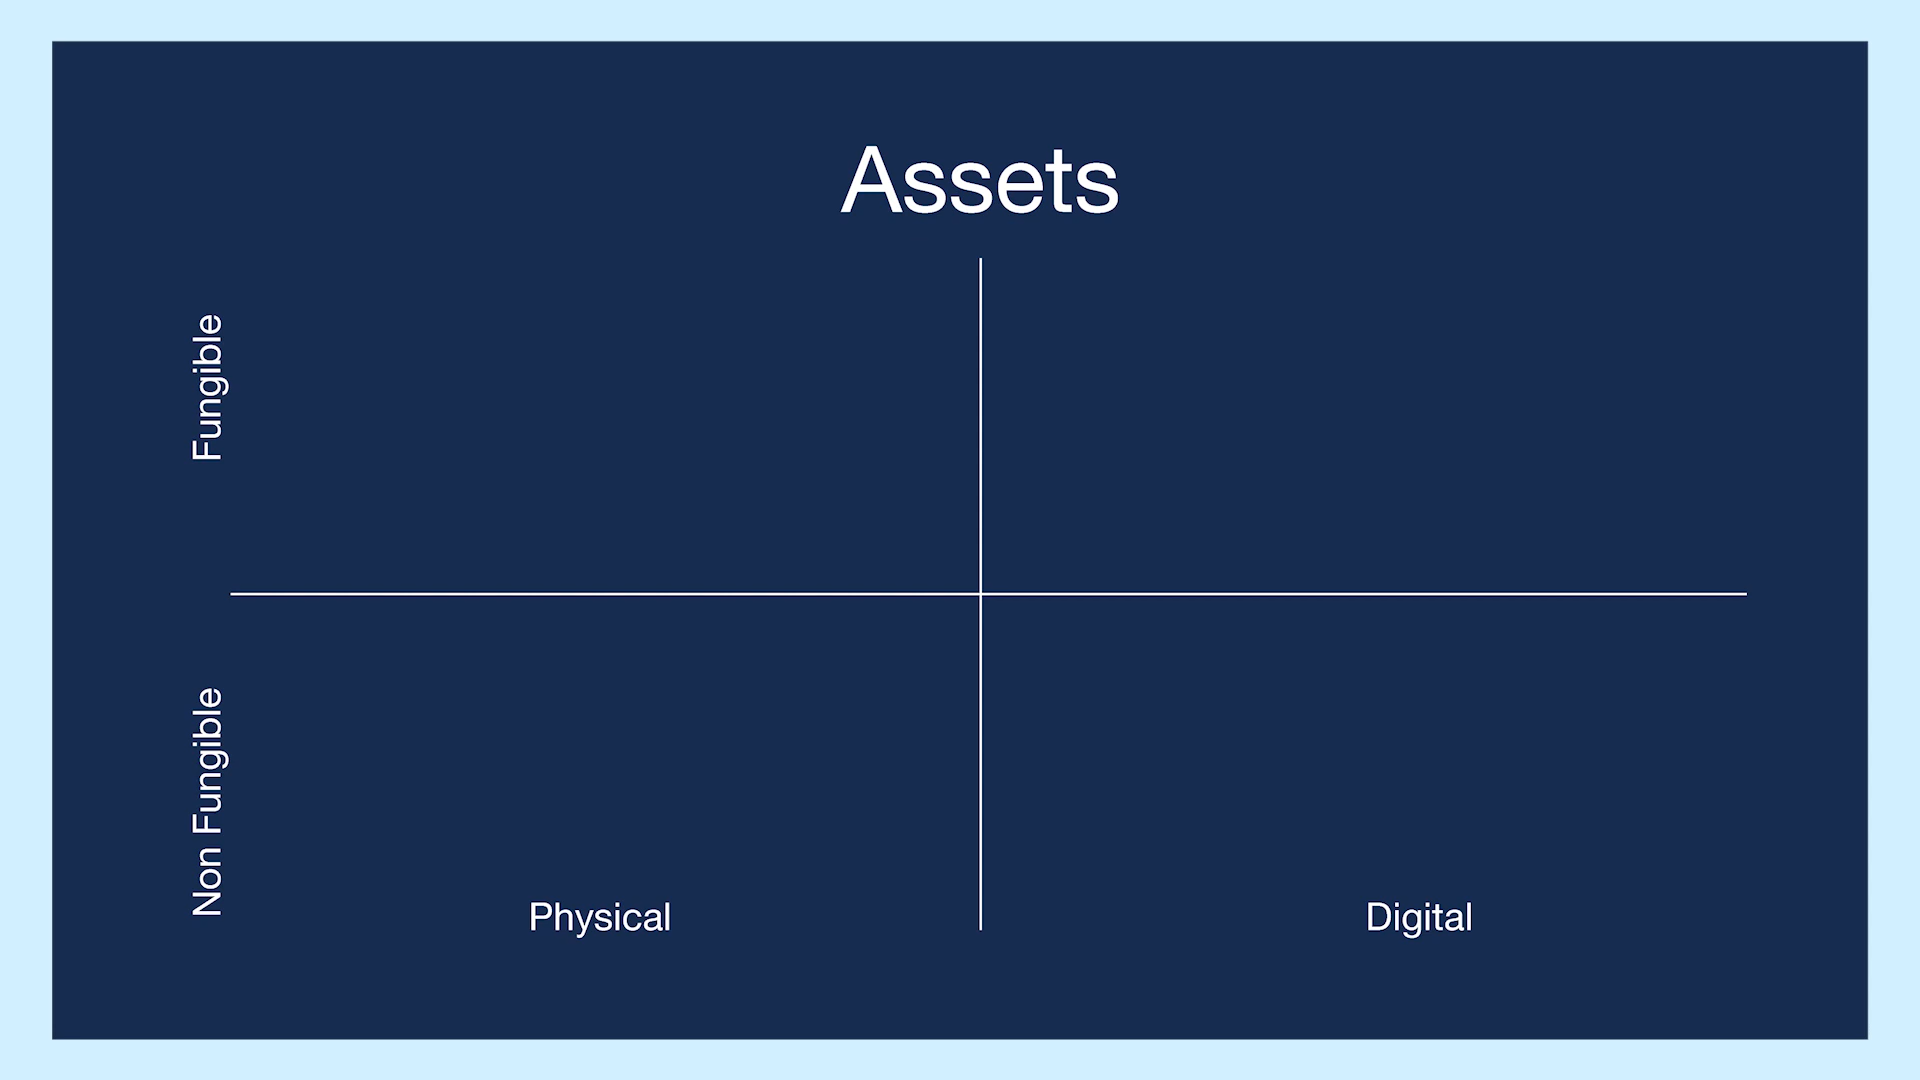 Assets
Fungible
Non Fungible
Physical
Digital